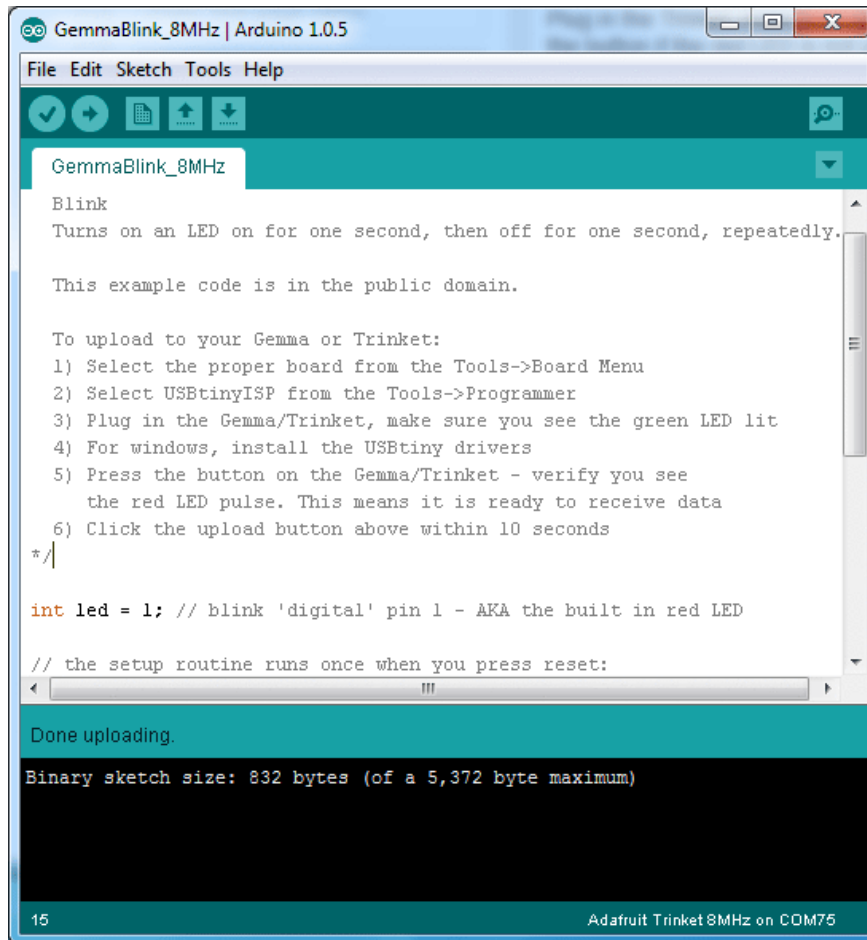 GemmaBlink_8MHz | Arduino 1.0.5
File Edit Sketch Tools Help
GemmaBlink_8MHz
Blink
Turns on an LED on for one second, then off for one second, repeatedly.
This example code is in the public domain.
To upload to your Gemma or Trinket:
1) Select the proper board from the Tools->Board Menu
2) Select USBtinyISP from the Tools->Programmer
3) Plug in the Gemma/Trinket, make sure you see the green LED lit
4) For windows, install the USBtiny drivers
5) Press the button on the Gemma/Trinket - verify you see
the red LED pulse. This means it is ready to receive data
6) Click the upload button above within 10 seconds
*/
int led = 1; // blink 'digital' pin 1 - AKA the built in red LED
// the setup routine runs once when you press reset:
Done uploading.
Binary sketch size: 832 bytes (of a 5,372 byte maximum)
15
Adafruit Trinket 8MHz on COM75